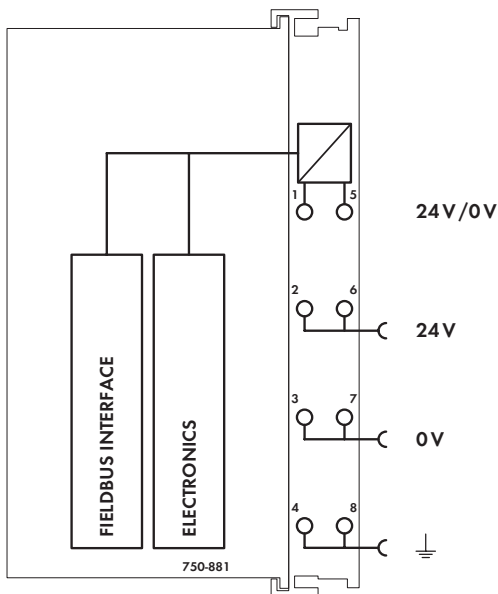 1 5
24V/0V
2 6
24V
3 7
0V
4 8
FIELDBUS INTERFACE
ELECTRONICS
750-881